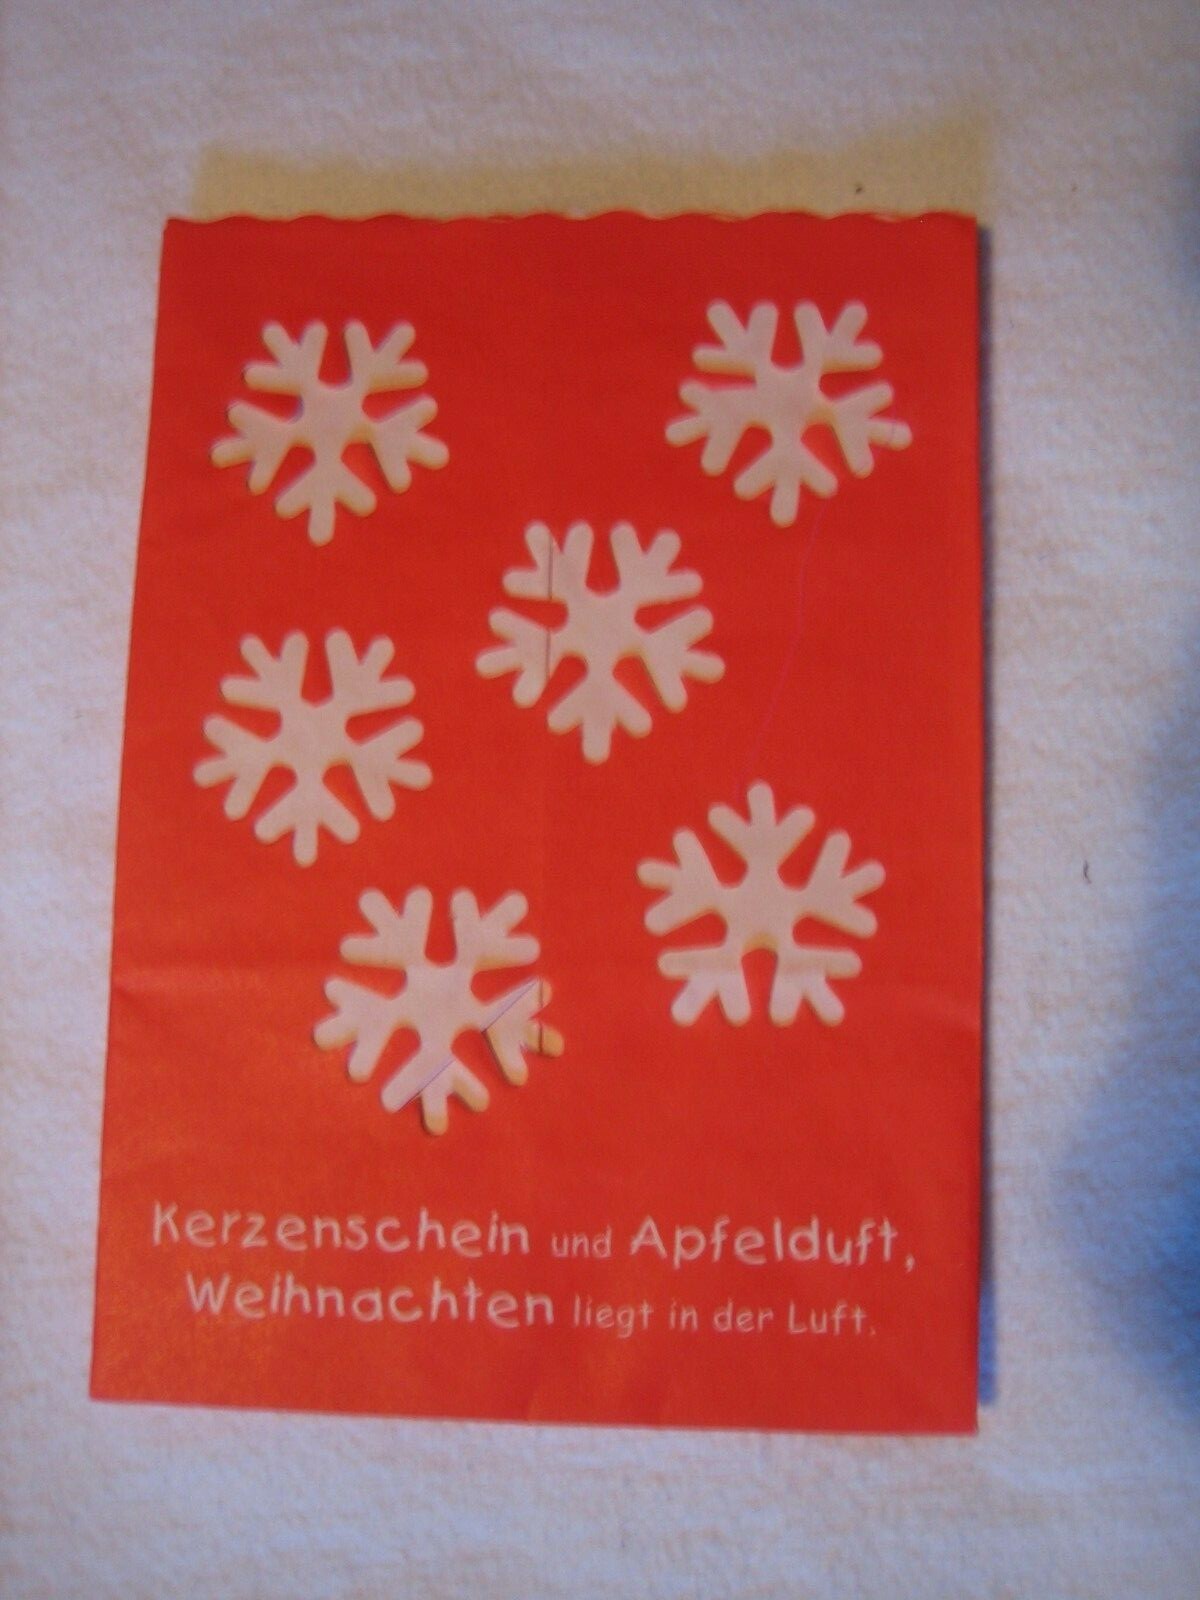 Kerzenschein und Apfelduft,
Weihnachten liegt in der Luft.